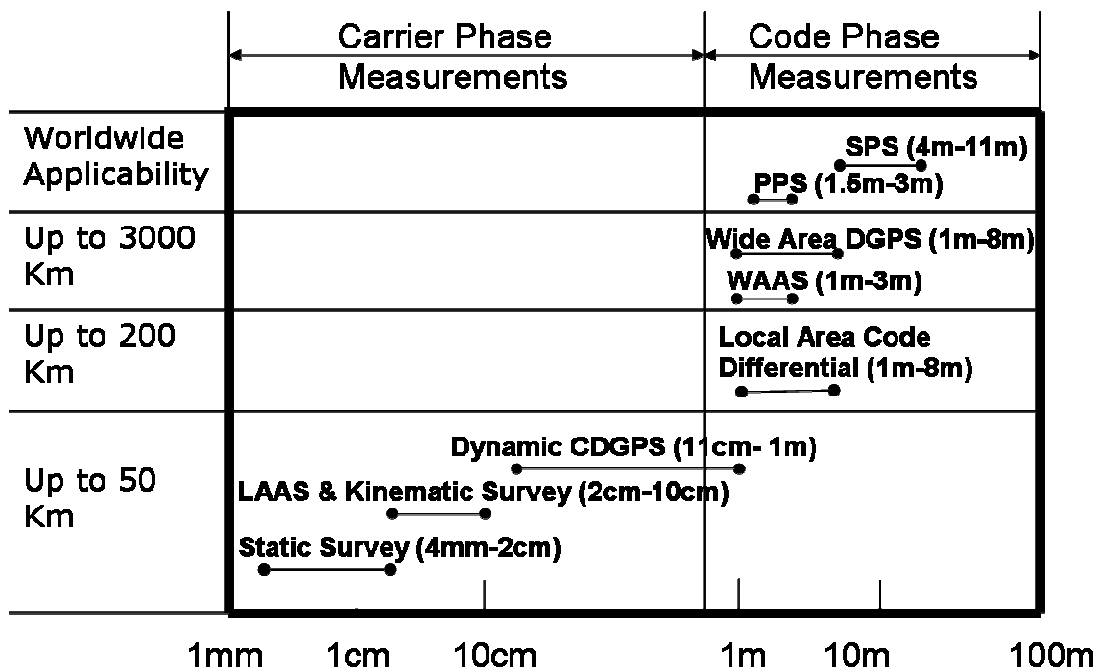 Carrier Phase
Measurements
Code Phase
Measurements
Worldwide
Applicability
SPS (4m-11m)
PPS (1.5m-3m)
Up to 3000
Km
Wide Area DGPS (1m-8m)
WAAS (1m-3m)
Up to 200
Km
Local Area Code
Differential (1m-8m)
Up to 50
Km
Dynamic CDGPS (11cm- 1m)
LAAS & Kinematic Survey (2cm-10cm)
Static Survey (4mm-2cm)
1mm 1cm 10cm 1m 10m 100m